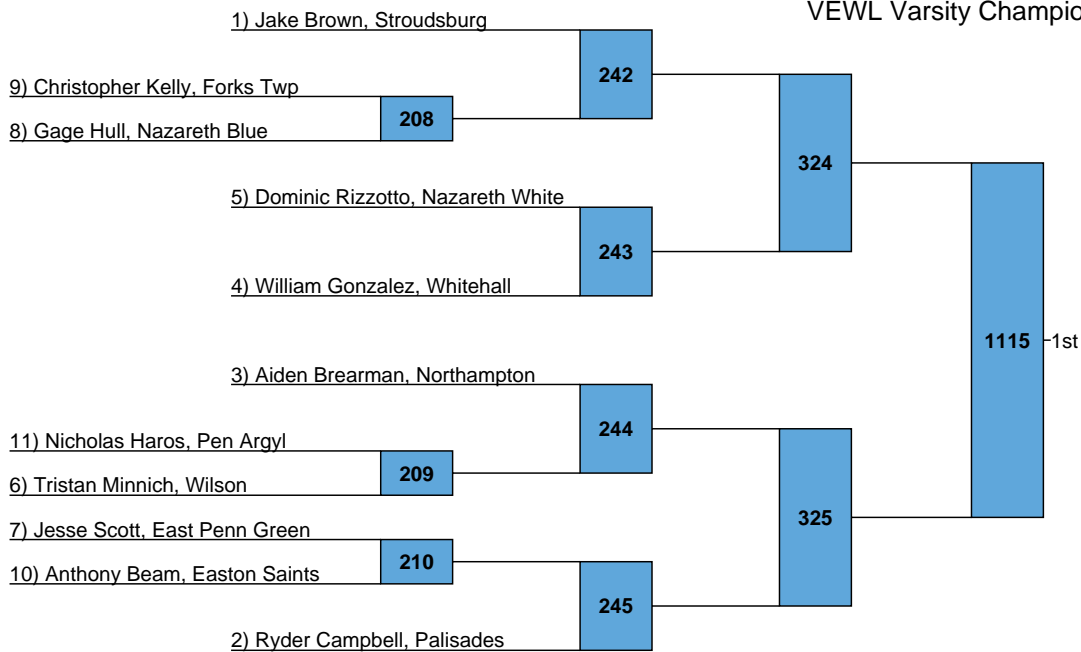 VEWL Varsity Champio
1) Jake Brown, Stroudsburg
242
9) Christopher Kelly, Forks Twp
208
8) Gage Hull, Nazareth Blue
324
5) Dominic Rizzotto, Nazareth White
243
4) William Gonzalez, Whitehall
1115
1st
3) Aiden Brearman, Northampton
244
11) Nicholas Haros, Pen Argyl
209
6) Tristan Minnich, Wilson
325
7) Jesse Scott, East Penn Green
210
10) Anthony Beam, Easton Saints
245
2) Ryder Campbell, Palisades